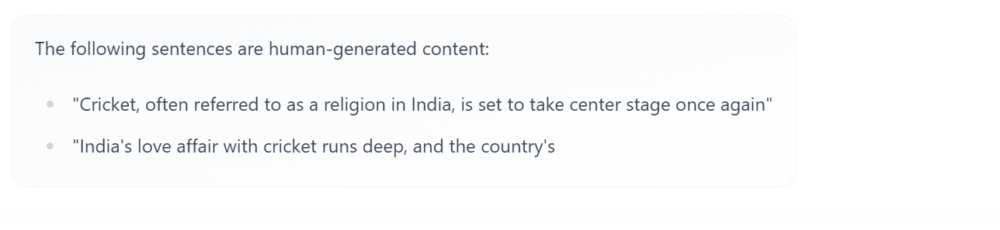 The following sentences are human-generated content:
"Cricket, often referred to as a religion in India, is set to take center stage once again"
"India's love affair with cricket runs deep, and the country's